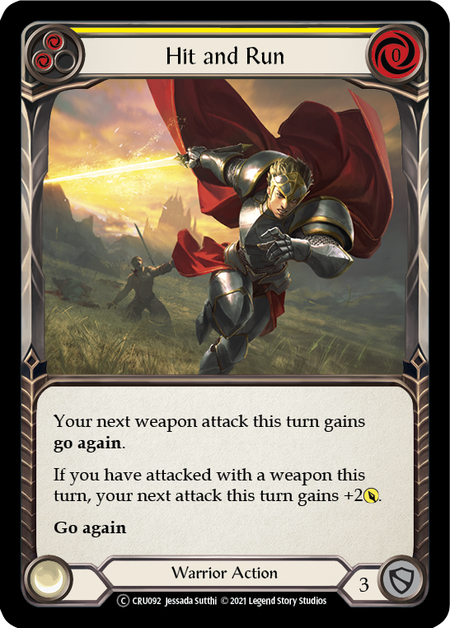 Hit and Run
0
Your next weapon attack this turn gains
go again.
If you have attacked with a weapon this
turn, your next attack this turn gains +2.
Go again
Warrior Action
3
C CRU092 Jessada Sutthi © 2021 Legend Story Studios